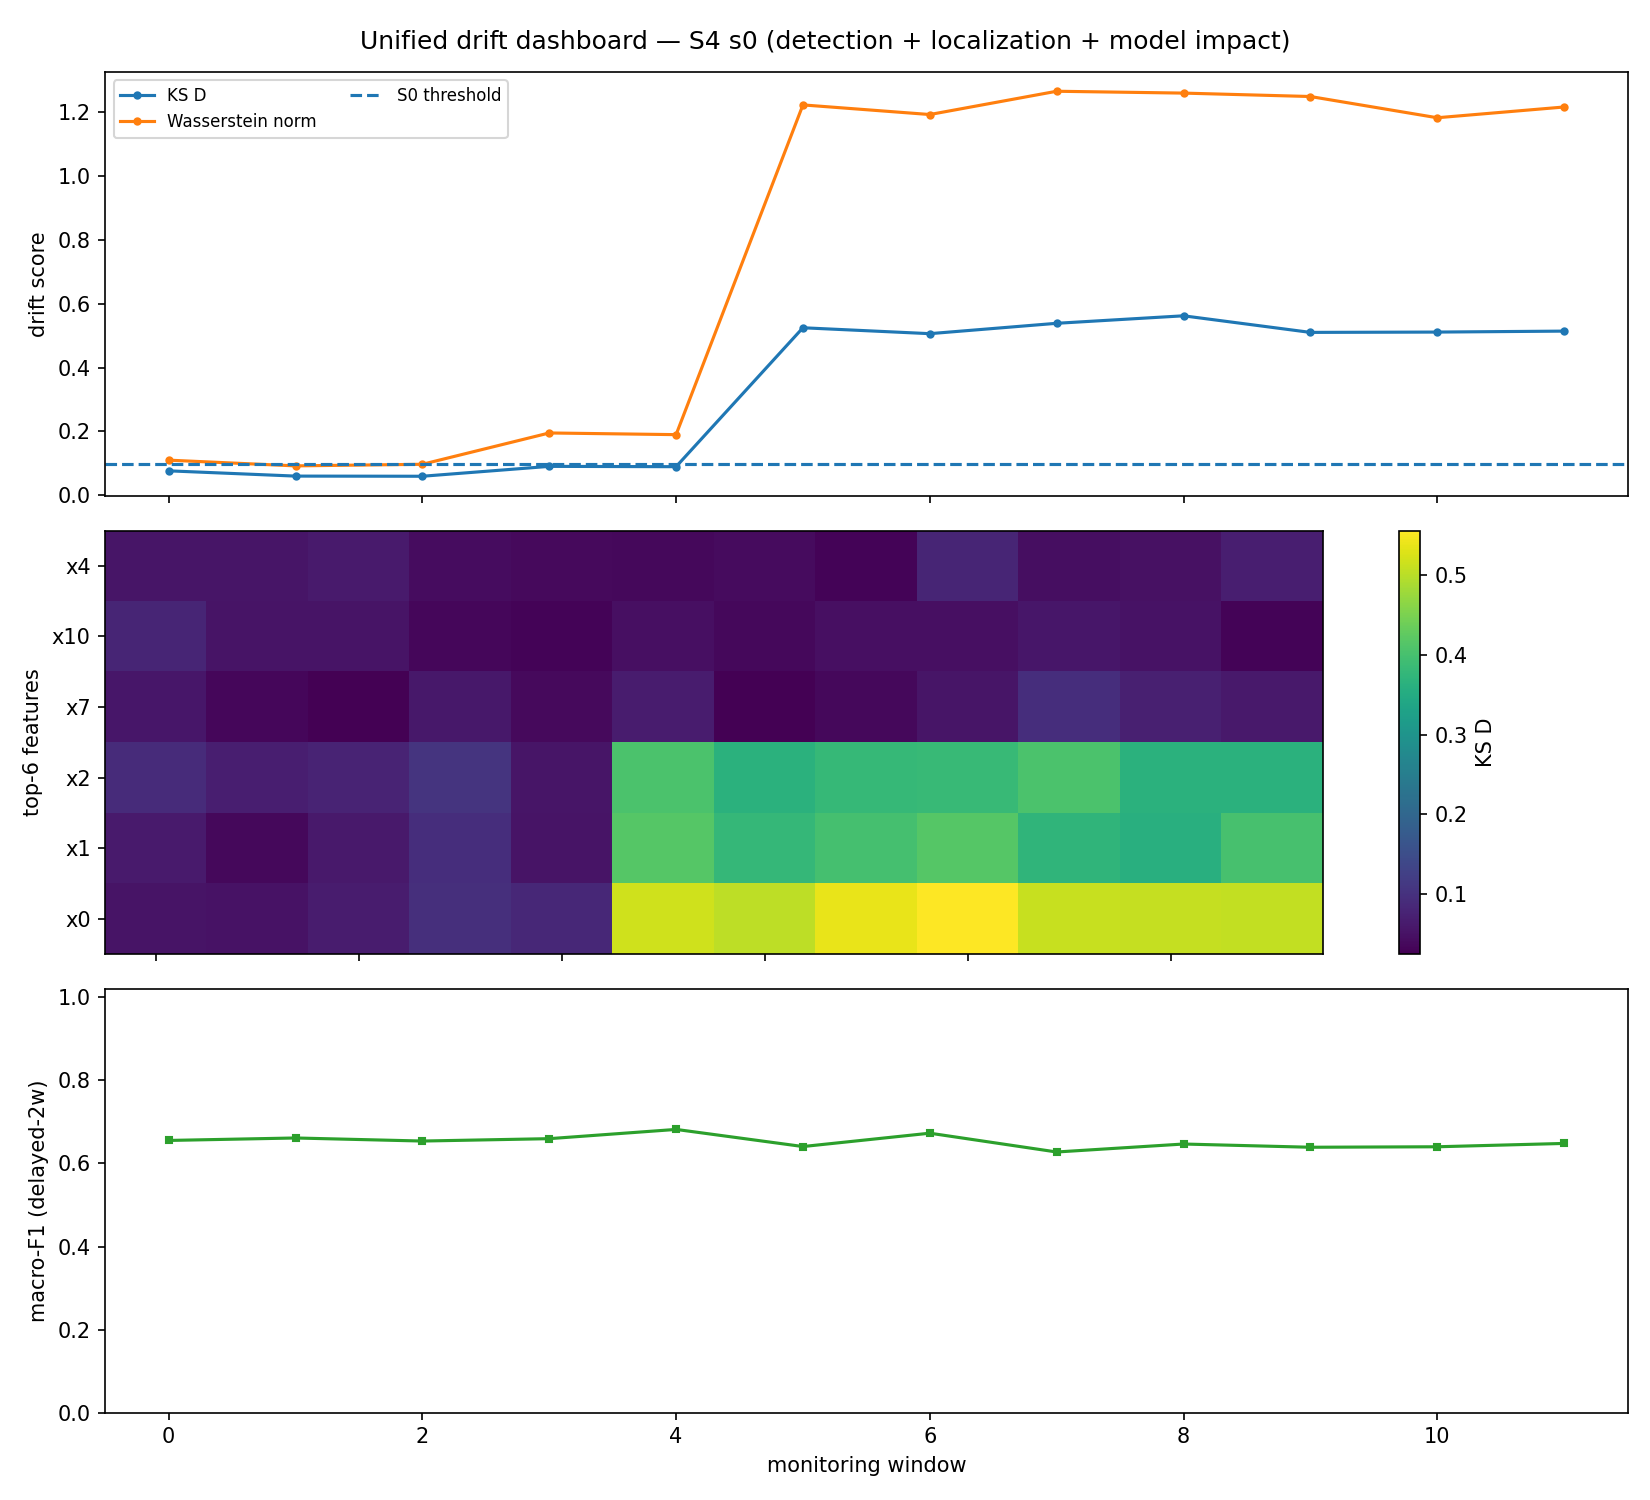 Unified drift dashboard — S4 s0 (detection + localization + model impact)
KS D
Wasserstein norm
S0 threshold
drift score
1.2
1.0
0.8
0.6
0.4
0.2
0.0
top-6 features
x4
x10
x7
x2
x1
x0
0.5
0.4
0.3
0.2
0.1
KS D
macro-F1 (delayed-2w)
1.0
0.8
0.6
0.4
0.2
0.0
0 2 4 6 8 10
monitoring window